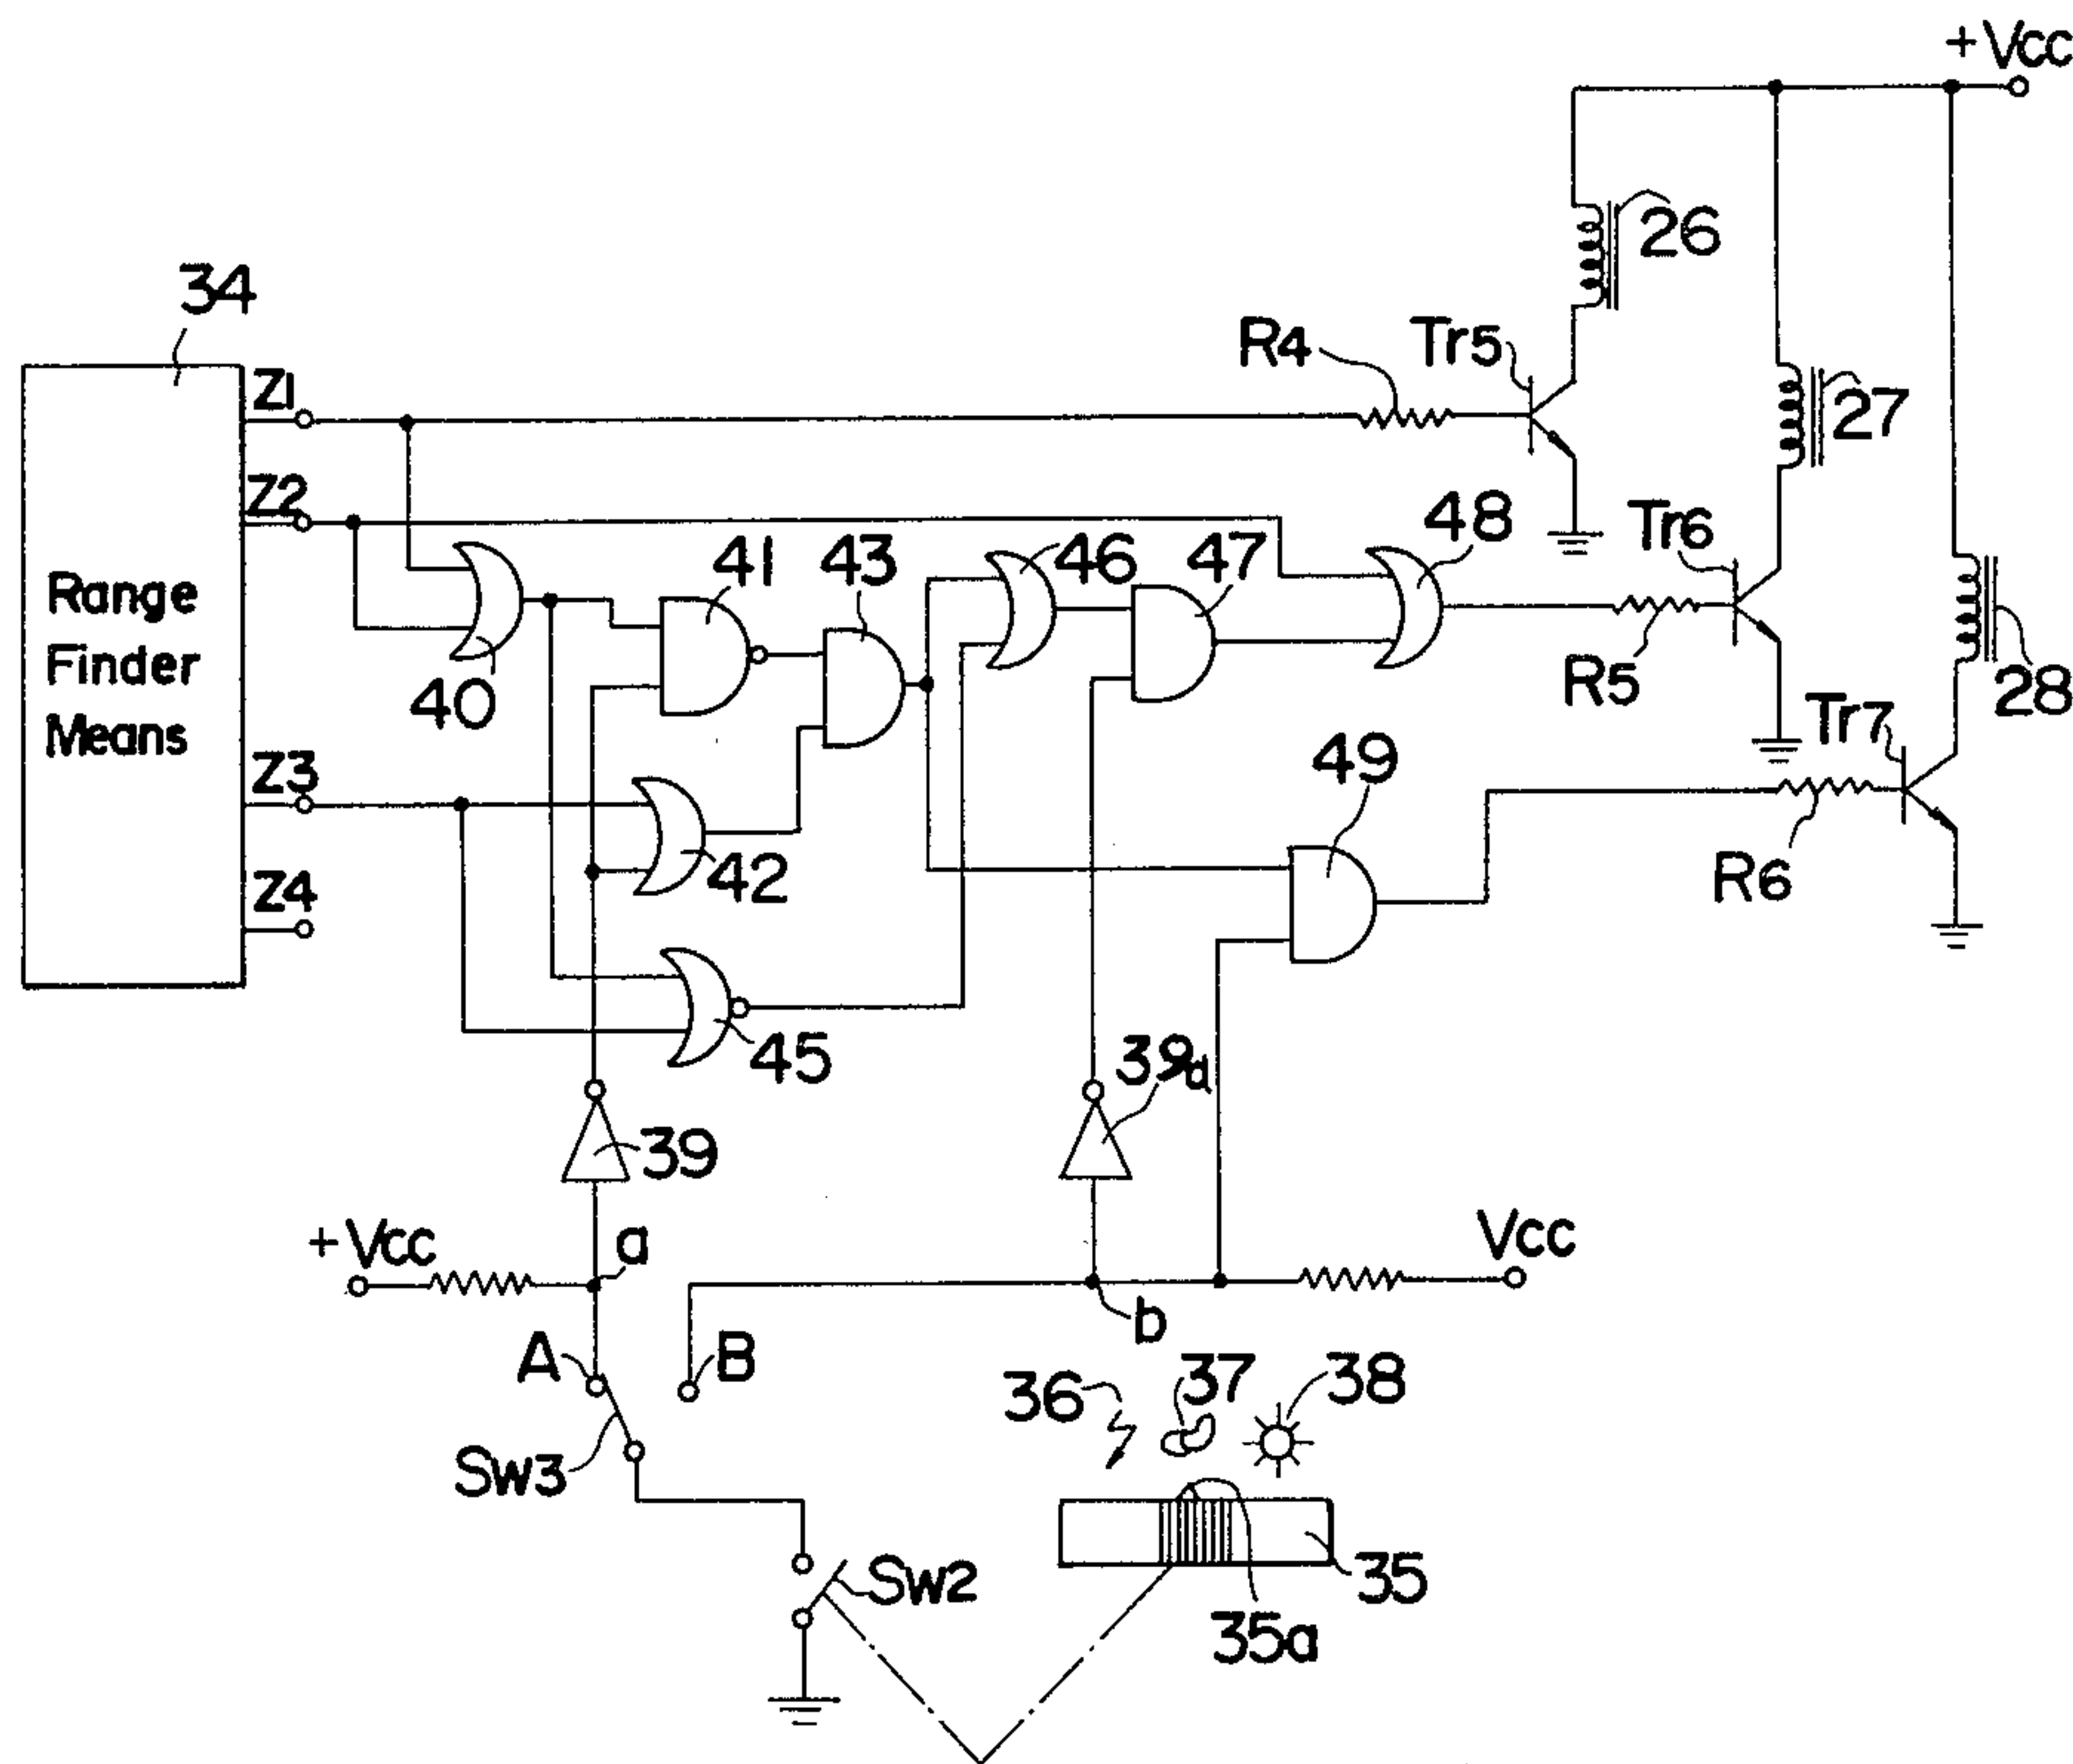 +Vcc
26
34
R4
Tr5
27
Z1
Z2
48
Tr6
41
43
46
47
Range
Finder
Means
40
R5
28
Tr7
Z3
49
42
R6
Z4
45
39a
39
+Vcc
a
Vcc
b
A
B
36
37
38
SW3
SW2
35
35a